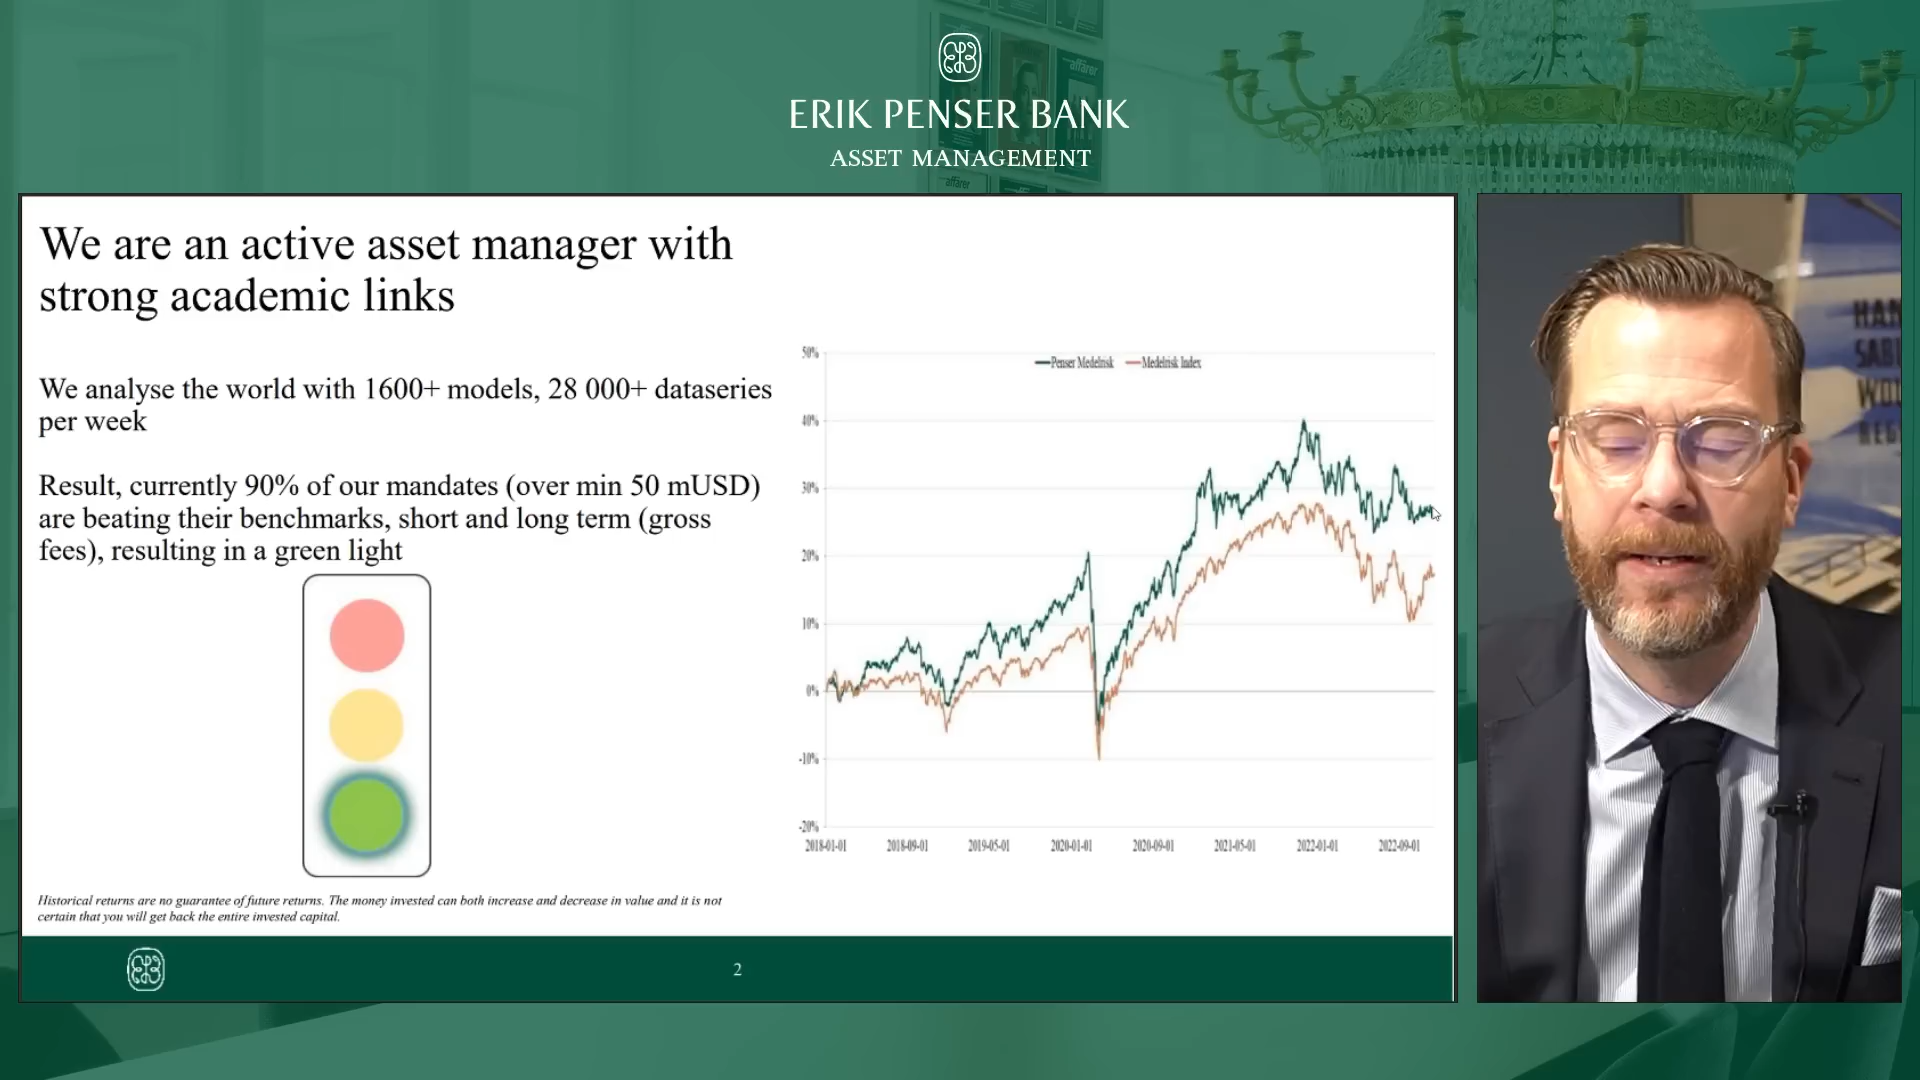 affärer
affärer
ERIK PENSER BANK
ASSET MANAGEMENT
We are an active asset manager with
strong academic links
We analyse the world with 1600+ models, 28 000+ dataseries
per week
Result, currently 90% of our mandates (over min 50 mUSD)
are beating their benchmarks, short and long term (gross
fees), resulting in a green light
Historical returns are no guarantee of future returns. The money invested can both increase and decrease in value and it is not
certain that you will get back the entire invested capital.
Penser Medelrisk Medelrisk Index
50%
40%
30%
20%
10%
0%
-10%
-20%
2018-01-01 2018-09-01 2019-05-01 2020-01-01 2020-09-01 2021-05-01 2022-01-01 2022-09-01
2